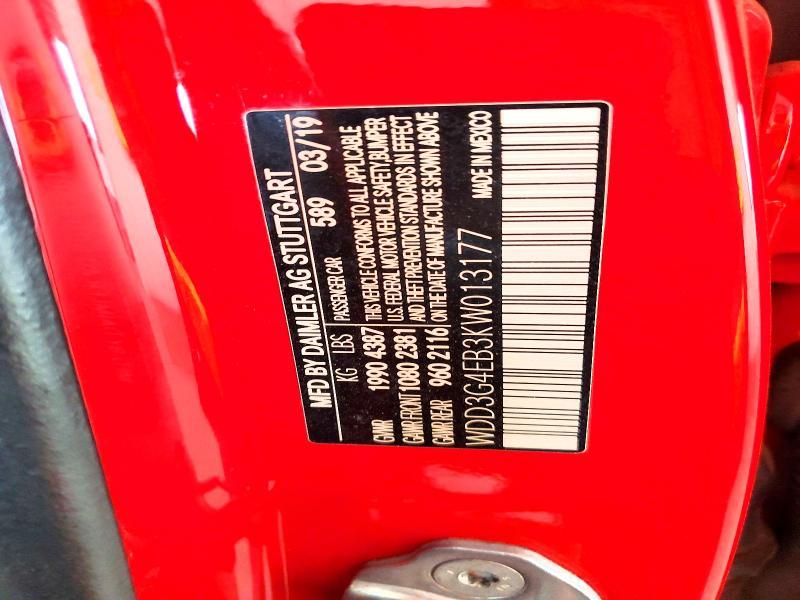 MFD BY DAIMLER AG STUTTGART
KG LBS PASSENGER CAR 589 03/19
GVWR 1990 4387 THIS VEHICLE CONFORMS TO ALL APPLICABLE
GAWR FRONT 1080 2381 U.S. FEDERAL MOTOR VEHICLE SAFETY, BUMPER
GAWR REAR 960 2116 AND THEFT PREVENTION STANDARDS IN EFFECT
ON THE DATE OF MANUFACTURE SHOWN ABOVE
WDD3G4EB3KW013177 MADE IN MEXICO